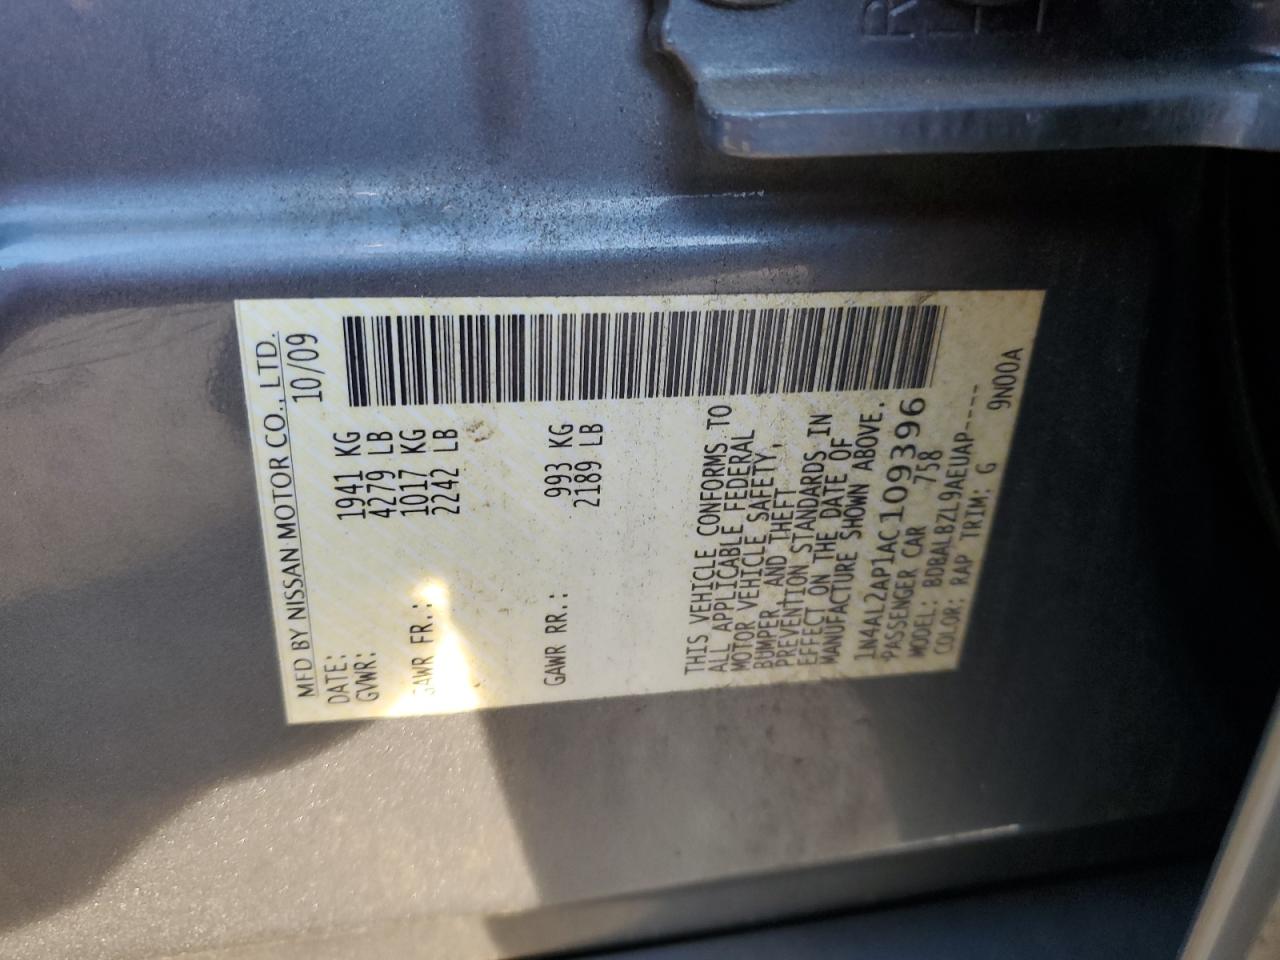 MFD BY NISSAN MOTOR CO., LTD.
DATE: 10/09
GVWR: 1941 KG
4279 LB
GAWR FR.: 1017 KG
2242 LB
GAWR RR.: 993 KG
2189 LB
THIS VEHICLE CONFORMS TO
ALL APPLICABLE FEDERAL
MOTOR VEHICLE SAFETY,
BUMPER, AND THEFT
PREVENTION STANDARDS IN
EFFECT ON THE DATE OF
MANUFACTURE SHOWN ABOVE.
1N4AL2AP1AC109396
PASSENGER CAR 758
MODEL: BDBALBZL9AEUAP----
COLOR: RAP TRIM: G 9N00A